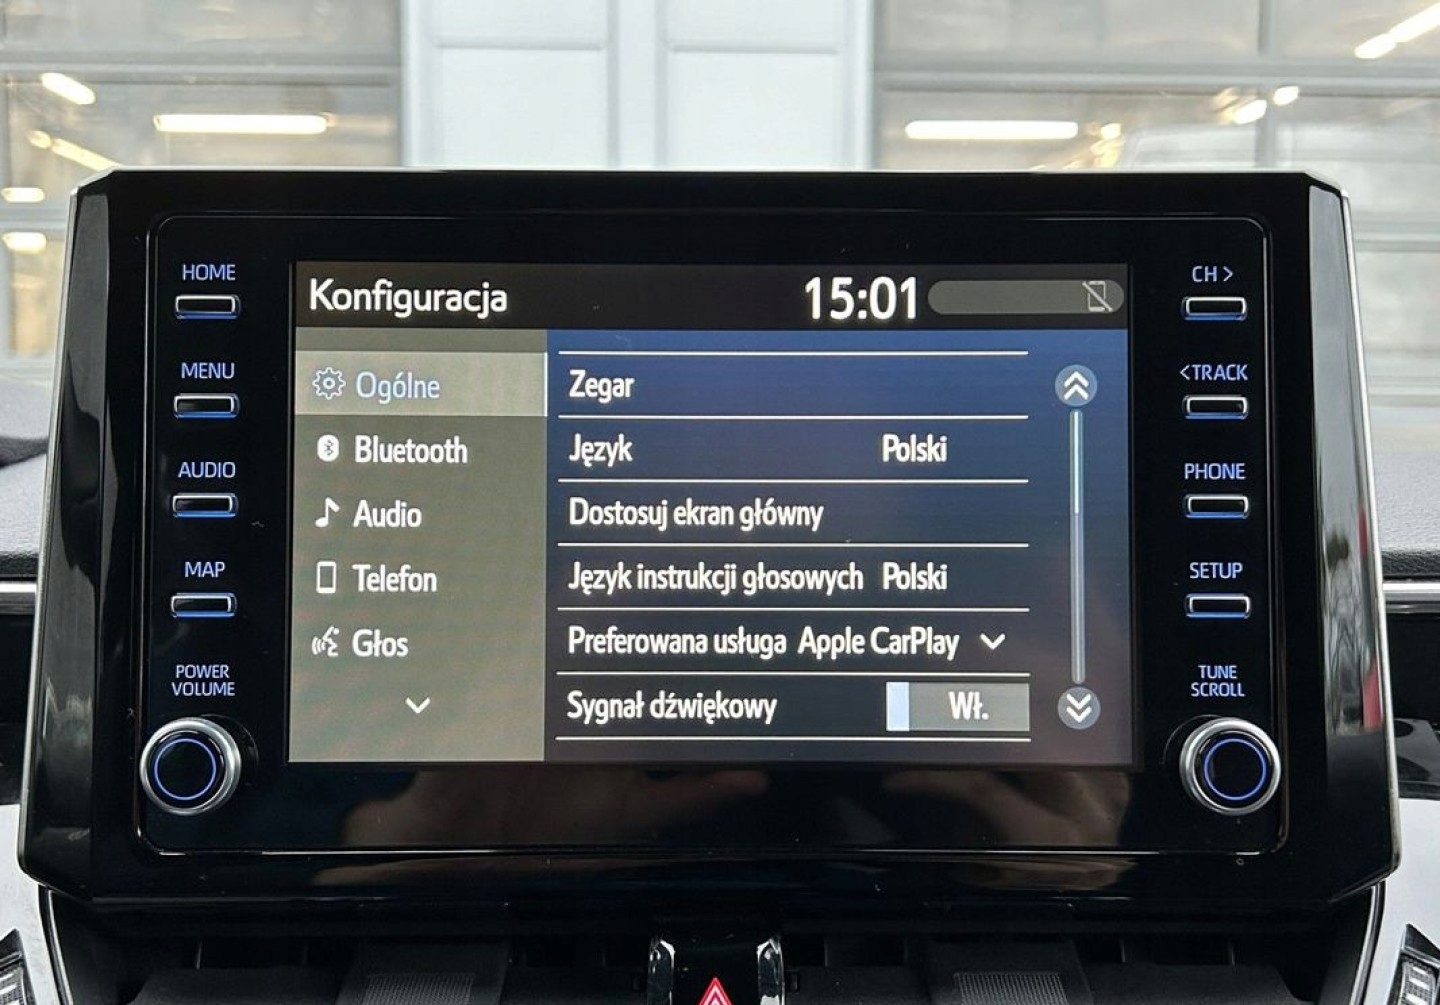 HOME
MENU
AUDIO
MAP
POWER
VOLUME
Konfiguracja 15:01
Ogólne
Bluetooth
Audio
Telefon
Głos
Zegar
Język Polski
Dostosuj ekran główny
Język instrukcji głosowych Polski
Preferowana usługa Apple CarPlay
Sygnał dźwiękowy Wł.
CH >
<TRACK
PHONE
SETUP
TUNE
SCROLL